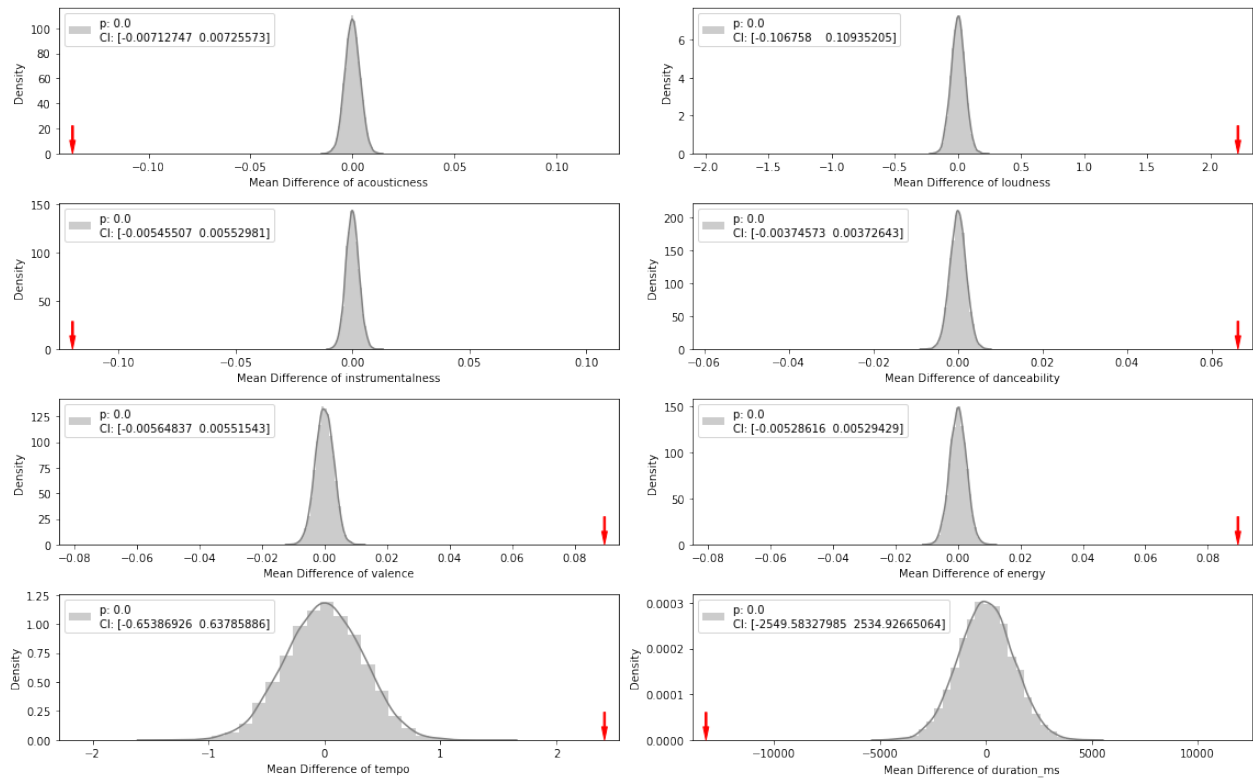 p: 0.0
CI: [-0.00712747 0.00725573]
Density
100
80
60
40
20
0
−0.10
−0.05
0.00
0.05
0.10
Mean Difference of acousticness
p: 0.0
CI: [-0.106758 0.10935205]
Density
6
4
2
0
−2.0
−1.5
−1.0
−0.5
0.0
0.5
1.0
1.5
2.0
Mean Difference of loudness
p: 0.0
CI: [-0.00545507 0.00552981]
Density
150
100
50
0
−0.10
−0.05
0.00
0.05
0.10
Mean Difference of instrumentalness
p: 0.0
CI: [-0.00374573 0.00372643]
Density
200
150
100
50
0
−0.06
−0.04
−0.02
0.00
0.02
0.04
0.06
Mean Difference of danceability
p: 0.0
CI: [-0.00564837 0.00551543]
Density
125
100
75
50
25
0
−0.08
−0.06
−0.04
−0.02
0.00
0.02
0.04
0.06
0.08
Mean Difference of valence
p: 0.0
CI: [-0.00528616 0.00529429]
Density
150
100
50
0
−0.08
−0.06
−0.04
−0.02
0.00
0.02
0.04
0.06
0.08
Mean Difference of energy
p: 0.0
CI: [-0.65386926 0.63785886]
Density
1.25
1.00
0.75
0.50
0.25
0.00
−2
−1
0
1
2
Mean Difference of tempo
p: 0.0
CI: [-2549.58327985 2534.92665064]
Density
0.0003
0.0002
0.0001
0.0000
−10000
−5000
0
5000
10000
Mean Difference of duration_ms